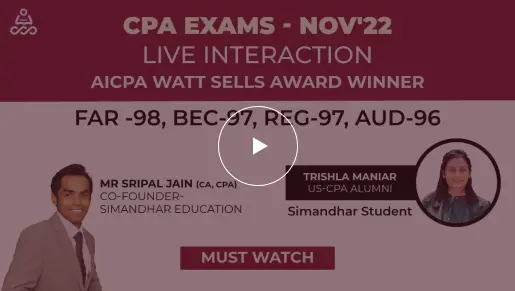 CPA EXAMS - NOV'22
LIVE INTERACTION
AICPA WATT SELLS AWARD WINNER
FAR -98, BEC-97, REG-97, AUD-96
MR SRIPAL JAIN (CA, CPA)
CO-FOUNDER-
SIMANDHAR EDUCATION
TRISHLA MANIAR
US-CPA ALUMNI
Simandhar Student
MUST WATCH